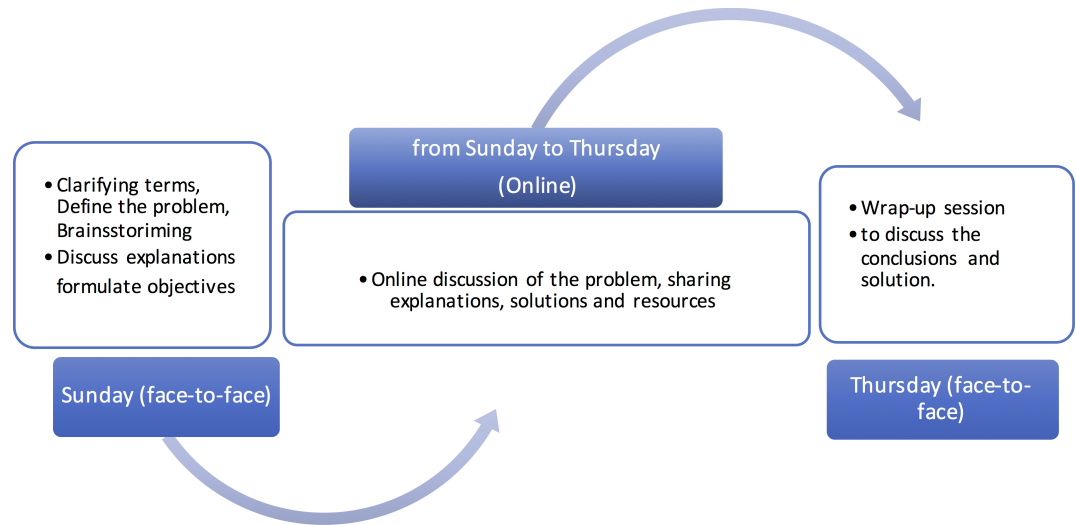 • Clarifying terms,
Define the problem,
Brainsstoriming
• Discuss explanations
formulate objectives
Sunday (face-to-face)
from Sunday to Thursday
(Online)
• Online discussion of the problem, sharing
explanations, solutions and resources
• Wrap-up session
• to discuss the
conclusions and
solution.
Thursday (face-to-
face)